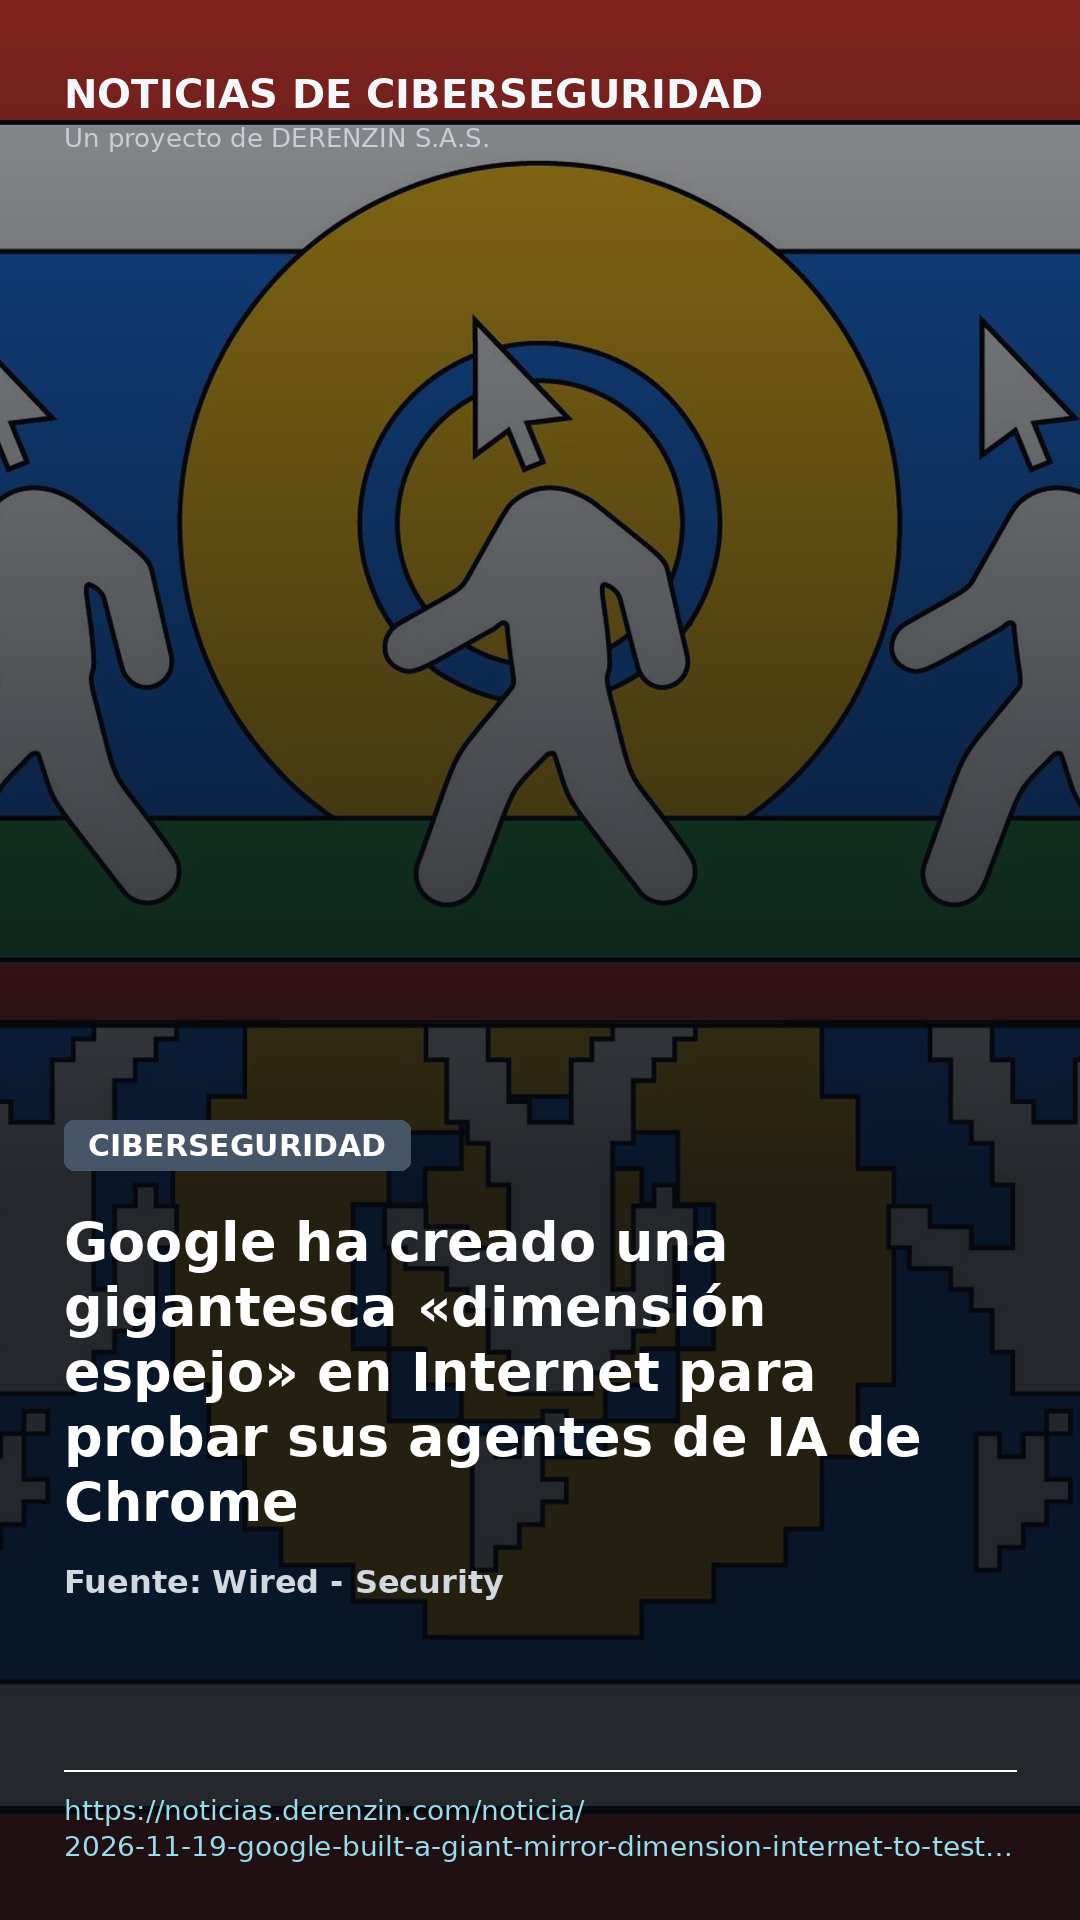 NOTICIAS DE CIBERSEGURIDAD
Un proyecto de DERENZIN S.A.S.
CIBERSEGURIDAD
Google ha creado una
gigantesca «dimensión
espejo» en Internet para
probar sus agentes de IA de
Chrome
Fuente: Wired - Security
https://noticias.derenzin.com/noticia/
2026-11-19-google-built-a-giant-mirror-dimension-internet-to-test…